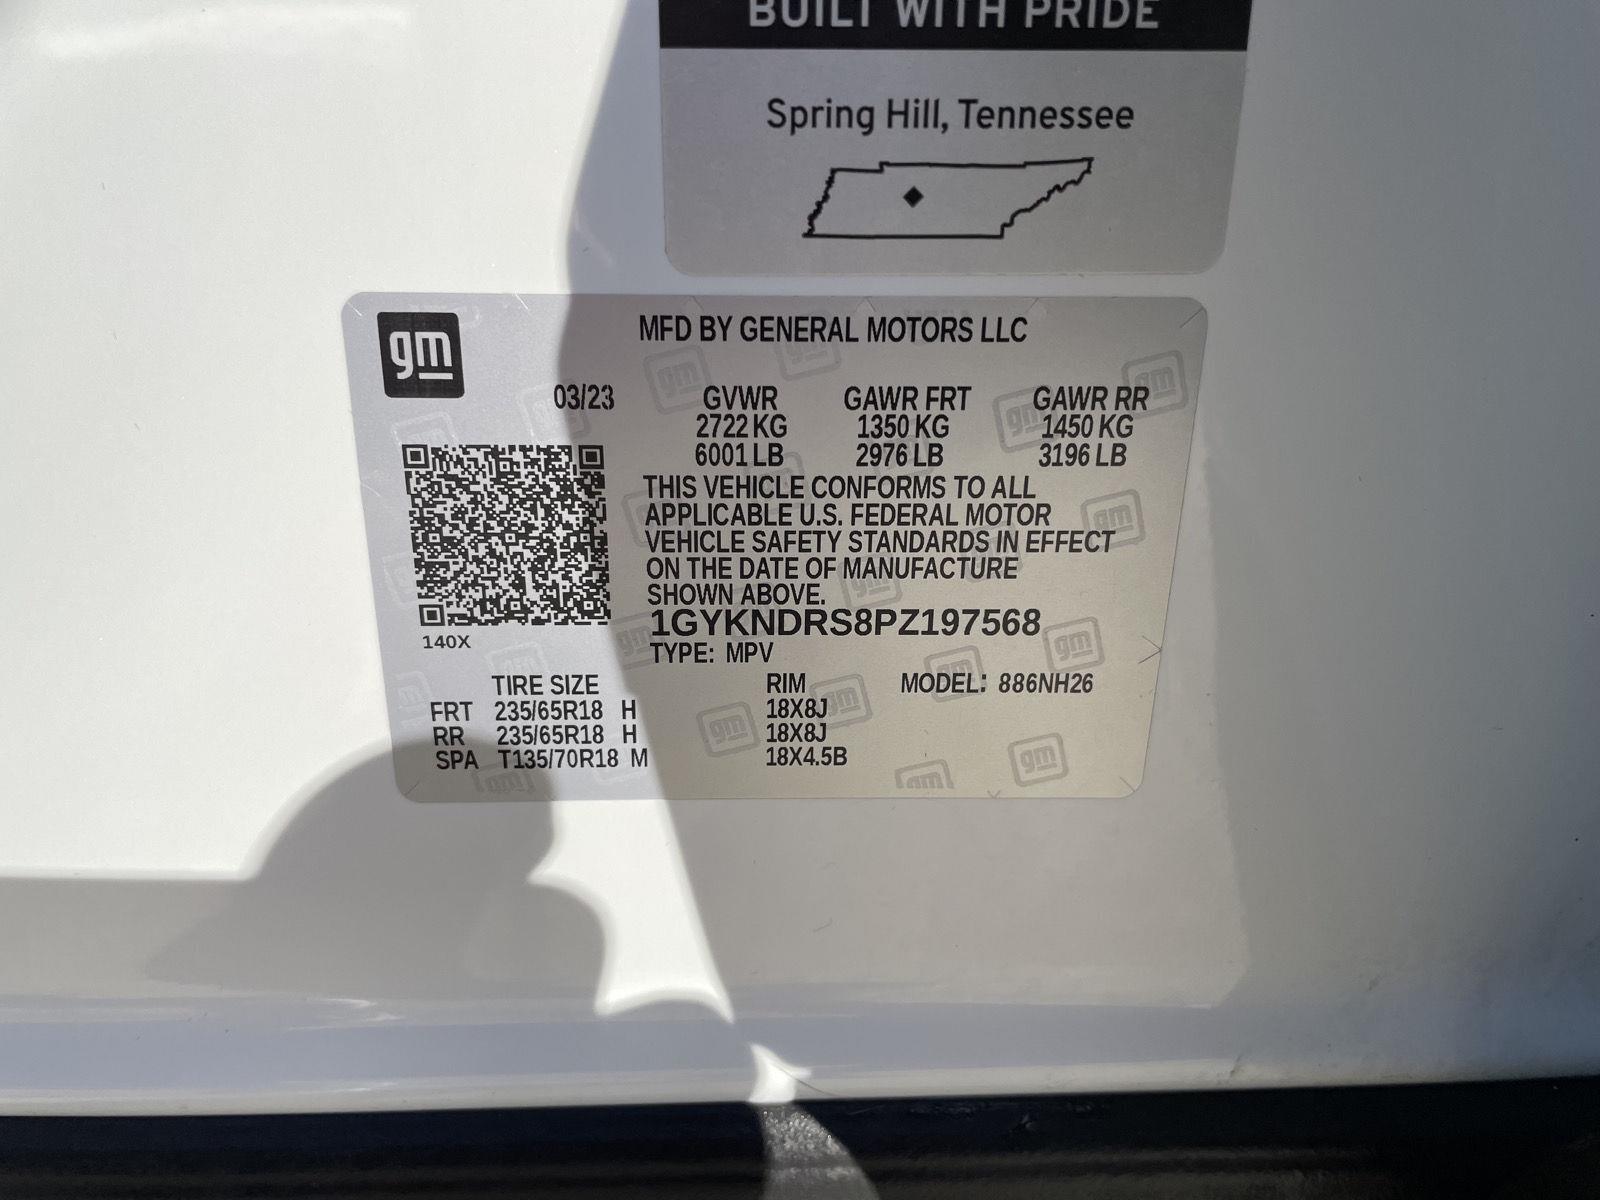 BUILT WITH PRIDE
Spring Hill, Tennessee
gm
MFD BY GENERAL MOTORS LLC
03/23 GVWR GAWR FRT GAWR RR
2722 KG 1350 KG 1450 KG
6001 LB 2976 LB 3196 LB
THIS VEHICLE CONFORMS TO ALL
APPLICABLE U.S. FEDERAL MOTOR
VEHICLE SAFETY STANDARDS IN EFFECT
ON THE DATE OF MANUFACTURE
SHOWN ABOVE.
1GYKNDRS8PZ197568
140X
TYPE: MPV
TIRE SIZE RIM MODEL: 886NH26
FRT 235/65R18 H 18X8J
RR 235/65R18 H 18X8J
SPA T135/70R18 M 18X4.5B